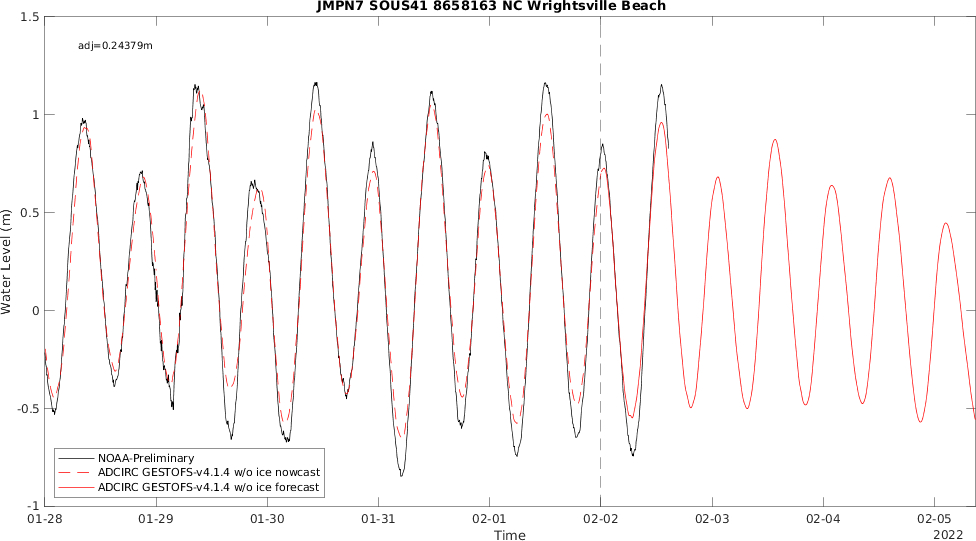 JMPN7 SOUS41 8658163 NC Wrightsville Beach
adj=0.24379m
Water Level (m)
1.5
1
0.5
0
-0.5
-1
NOAA-Preliminary
ADCIRC GESTOFS-v4.1.4 w/o ice nowcast
ADCIRC GESTOFS-v4.1.4 w/o ice forecast
01-28 01-29 01-30 01-31 02-01 02-02 02-03 02-04 02-05
Time
2022